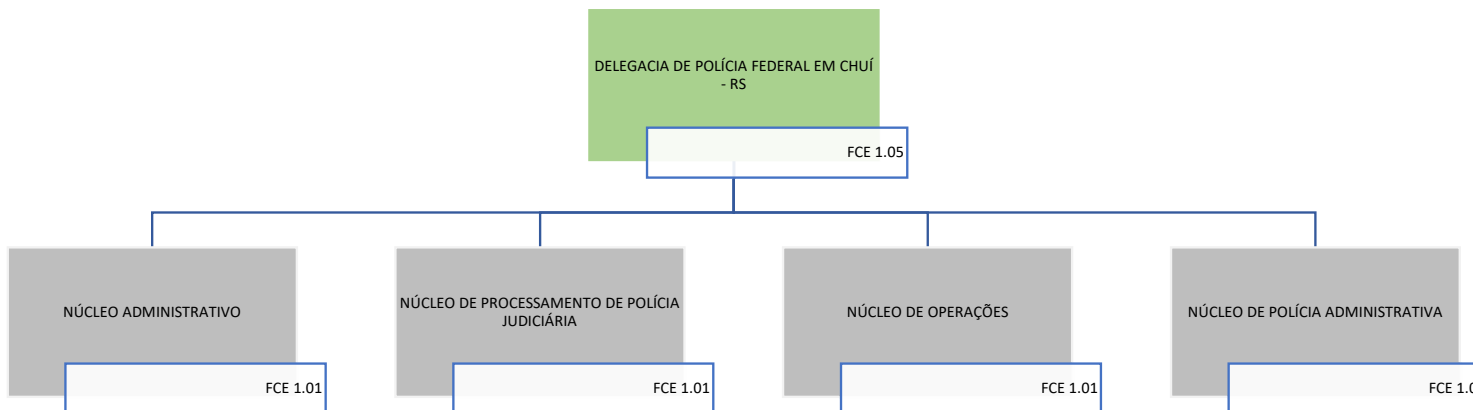 DELEGACIA DE POLÍCIA FEDERAL EM CHUÍ
- RS
FCE 1.05
NÚCLEO ADMINISTRATIVO
FCE 1.01
NÚCLEO DE PROCESSAMENTO DE POLÍCIA
JUDICIÁRIA
FCE 1.01
NÚCLEO DE OPERAÇÕES
FCE 1.01
NÚCLEO DE POLÍCIA ADMINISTRATIVA
FCE